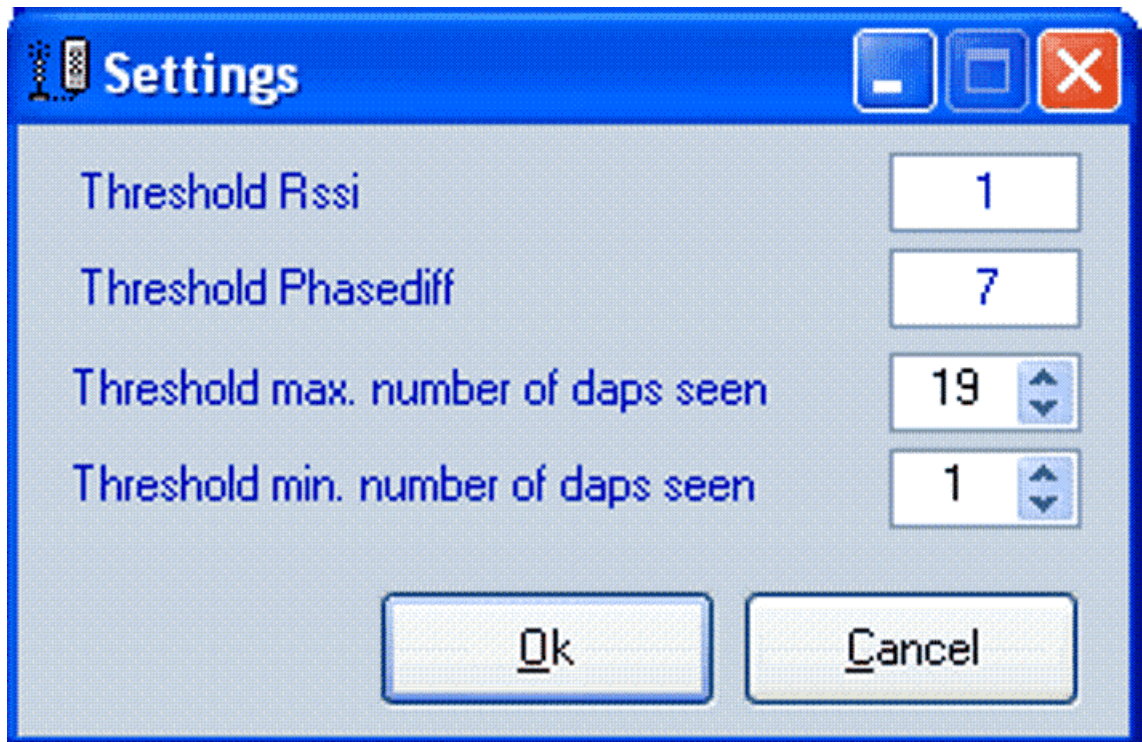 Settings
Threshold Rssi 1
Threshold Phasediff 7
Threshold max. number of daps seen 19
Threshold min. number of daps seen 1
Ok Cancel